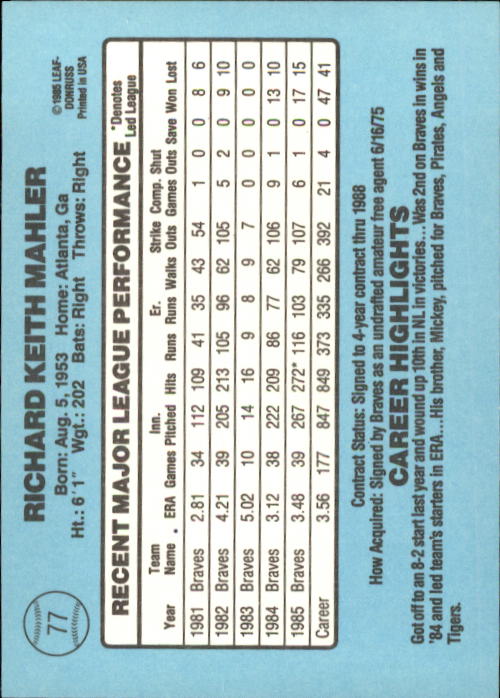 77
RICHARD KEITH MAHLER
Born: Aug. 5, 1953 Home: Atlanta, Ga
Ht.: 6'1" Wgt.: 202 Bats: Right Throws: Right
©1985 LEAF-
DONRUSS
Printed in USA
RECENT MAJOR LEAGUE PERFORMANCE
*Denotes
Led League
Team Inn. Er. Strike Comp. Shut
Year Name ERA Games Pitched Hits Runs Runs Walks Outs Games Outs Save Won Lost
1981 Braves 2.81 34 112 109 41 35 43 54 1 0 0 8 6
1982 Braves 4.21 39 205 213 105 96 62 105 5 2 0 9 10
1983 Braves 5.02 10 14 16 9 8 9 7 0 0 0 0 0
1984 Braves 3.12 38 222 209 86 77 62 106 9 1 0 13 10
1985 Braves 3.48 39 267 272* 116 103 79 107 6 1 0 17 15
Career 3.56 177 847 849 373 335 266 392 21 4 0 47 41
Contract Status: Signed to 4-year contract thru 1988
How Acquired: Signed by Braves as an undrafted amateur free agent 6/16/75
CAREER HIGHLIGHTS
Got off to an 8-2 start last year and wound up 10th in NL in victories... Was 2nd on Braves in wins in
'84 and led team's starters in ERA... His brother, Mickey, pitched for Braves, Pirates, Angels and
Tigers.